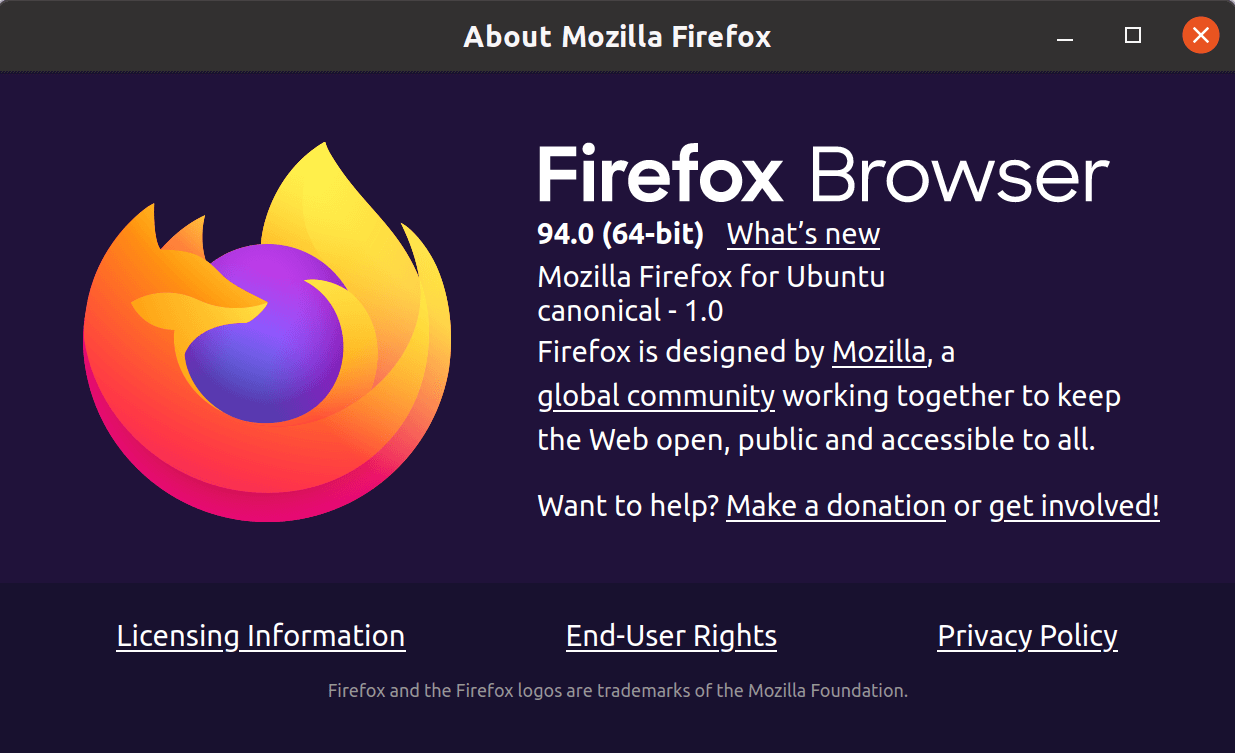 About Mozilla Firefox
Firefox Browser
94.0 (64-bit) What’s new
Mozilla Firefox for Ubuntu
canonical - 1.0
Firefox is designed by Mozilla, a
global community working together to keep
the Web open, public and accessible to all.
Want to help? Make a donation or get involved!
Licensing Information End-User Rights Privacy Policy
Firefox and the Firefox logos are trademarks of the Mozilla Foundation.